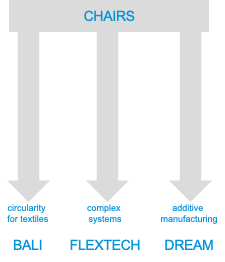 CHAIRS
circularity
for textiles
complex
systems
additive
manufacturing
BALI
FLEXTECH
DREAM